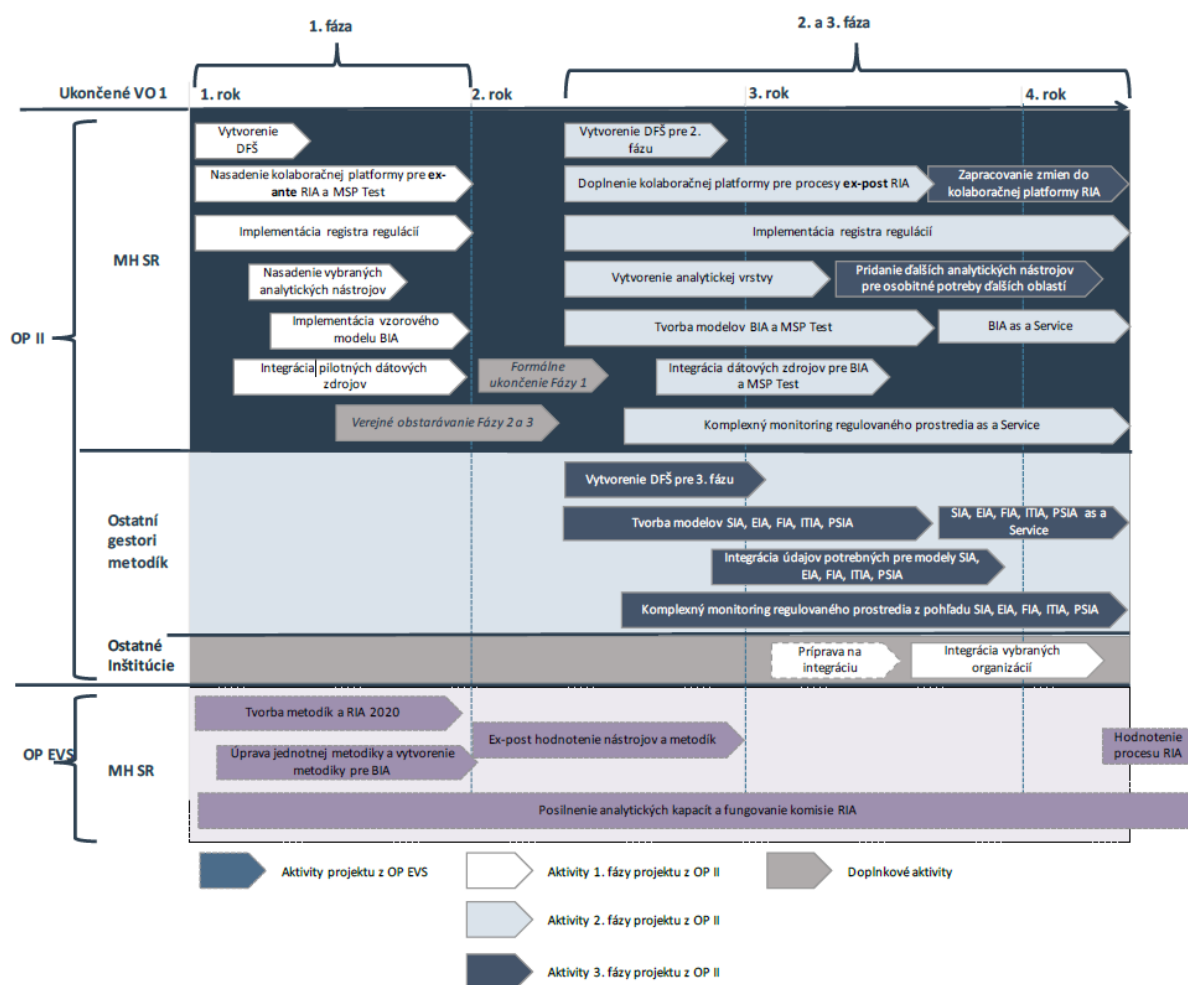 1. fáza
2. a 3. fáza
Ukončené VO 1
1. rok
2. rok
3. rok
4. rok
OP II
MH SR
Vytvorenie
DFŠ
Vytvorenie DFŠ pre 2.
fázu
Nasadenie kolaboračnej platformy pre ex-
ante RIA a MSP Test
Doplnenie kolaboračnej platformy pre procesy ex-post RIA
Zapracovanie zmien do
kolaboračnej platformy RIA
Implementácia registra regulácií
Implementácia registra regulácií
Nasadenie vybraných
analytických nástrojov
Vytvorenie analytickej vrstvy
Pridanie ďalších analytických nástrojov
pre osobitné potreby ďalších oblastí
Implementácia vzorového
modelu BIA
Tvorba modelov BIA a MSP Test
BIA as a Service
Integrácia pilotných dátových
zdrojov
Formálne
ukončenie Fázy 1
Integrácia dátových zdrojov pre BIA
a MSP Test
Verejné obstarávanie Fázy 2 a 3
Komplexný monitoring regulovaného prostredia as a Service
Ostatní
gestori
metodík
Vytvorenie DFŠ pre 3. fázu
Tvorba modelov SIA, EIA, FIA, ITIA, PSIA
SIA, EIA, FIA, ITIA, PSIA as a
Service
Integrácia údajov potrebných pre modely SIA,
EIA, FIA, ITIA, PSIA
Komplexný monitoring regulovaného prostredia z pohľadu SIA, EIA, FIA, ITIA, PSIA
Ostatné
Inštitúcie
Príprava na
integráciu
Integrácia vybraných
organizácií
OP EVS
MH SR
Tvorba metodík a RIA 2020
Ex-post hodnotenie nástrojov a metodík
Hodnotenie
procesu RIA
Úprava jednotnej metodiky a vytvorenie
metodiky pre BIA
Posilnenie analytických kapacít a fungovanie komisie RIA
Aktivity projektu z OP EVS
Aktivity 1. fázy projektu z OP II
Doplnkové aktivity
Aktivity 2. fázy projektu z OP II
Aktivity 3. fázy projektu z OP II